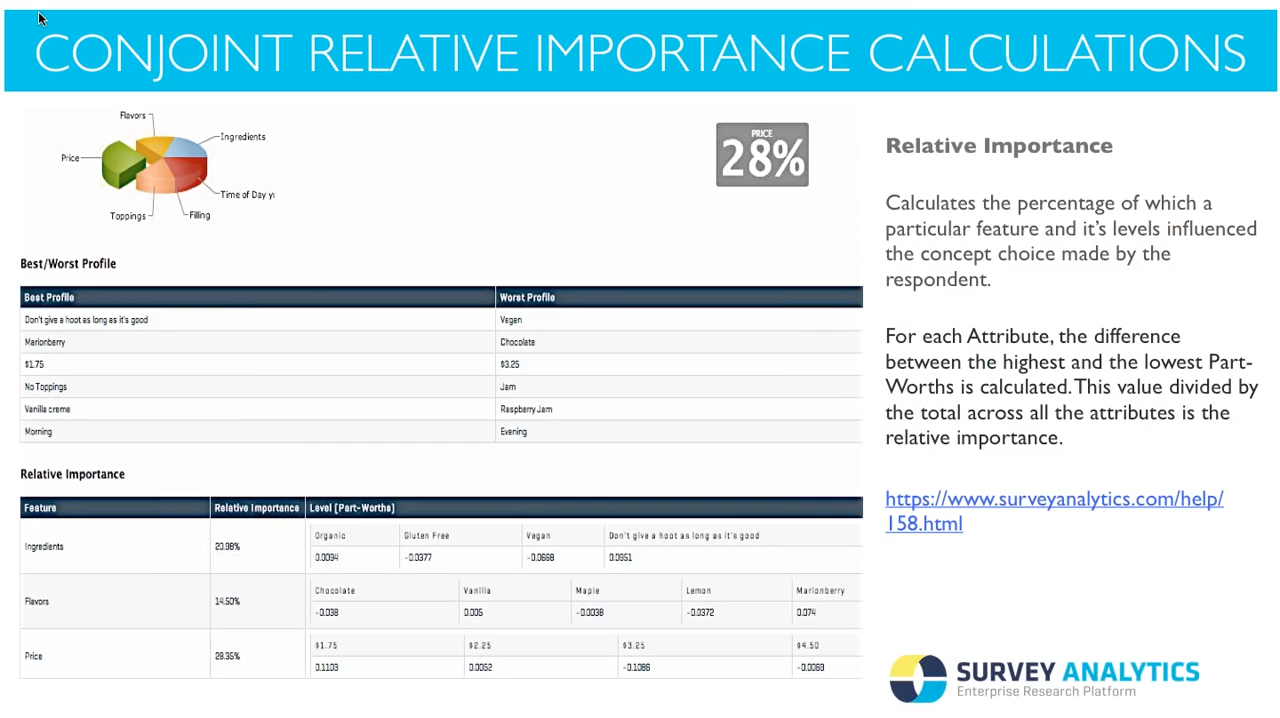 CONJOINT RELATIVE IMPORTANCE CALCULATIONS
Flavors
Ingredients
Price
Time of Day y
Toppings
Filling
PRICE
28%
Relative Importance
Calculates the percentage of which a
particular feature and it's levels influenced
the concept choice made by the
respondent.
For each Attribute, the difference
between the highest and the lowest Part-
Worths is calculated. This value divided by
the total across all the attributes is the
relative importance.
https://www.surveyanalytics.com/help/
158.html
Best/Worst Profile
Best Profile Worst Profile
Don't give a hoot as long as it's good Vegan
Marionberry Chocolate
$1.75 $3.25
No Toppings Jam
Vanilla creme Raspberry Jam
Morning Evening
Relative Importance
Feature Relative Importance Level (Part-Worths)
Organic Gluten Free Vegan Don't give a hoot as long as it's good
Ingredients 20.98%
0.0094 -0.0377 -0.0668 0.0951
Chocolate Vanilla Maple Lemon Marionberry
Flavors 14.50%
-0.038 0.005 -0.0038 -0.0372 0.074
$1.75 $2.25 $3.25 $4.50
Price
0.1103 0.0052 -0.1086 -0.0069
SURVEY ANALYTICS
Enterprise Research Platform